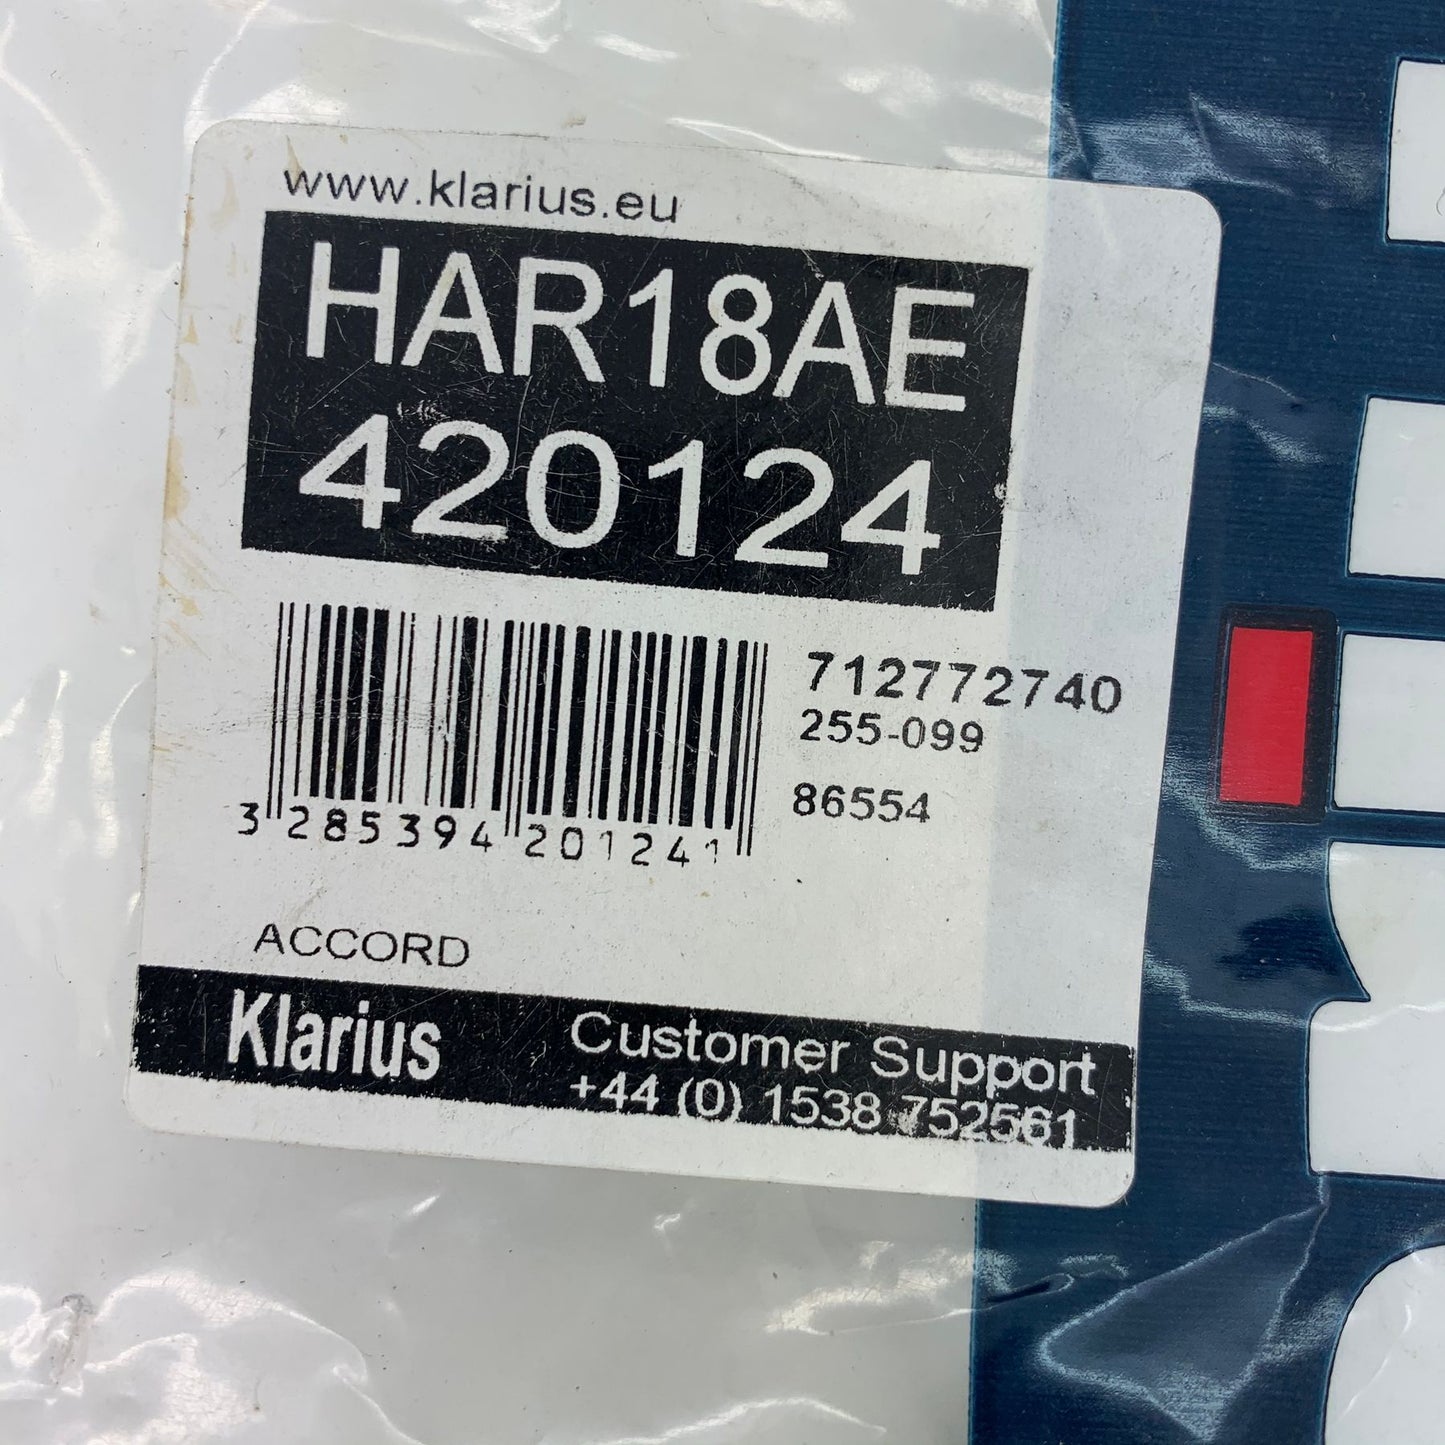 www.klarius.eu
HAR18AE
420124
712772740
255-099
86554
3 285394 201241
ACCORD
Klarius
Customer Support
+44 (0) 1538 752561